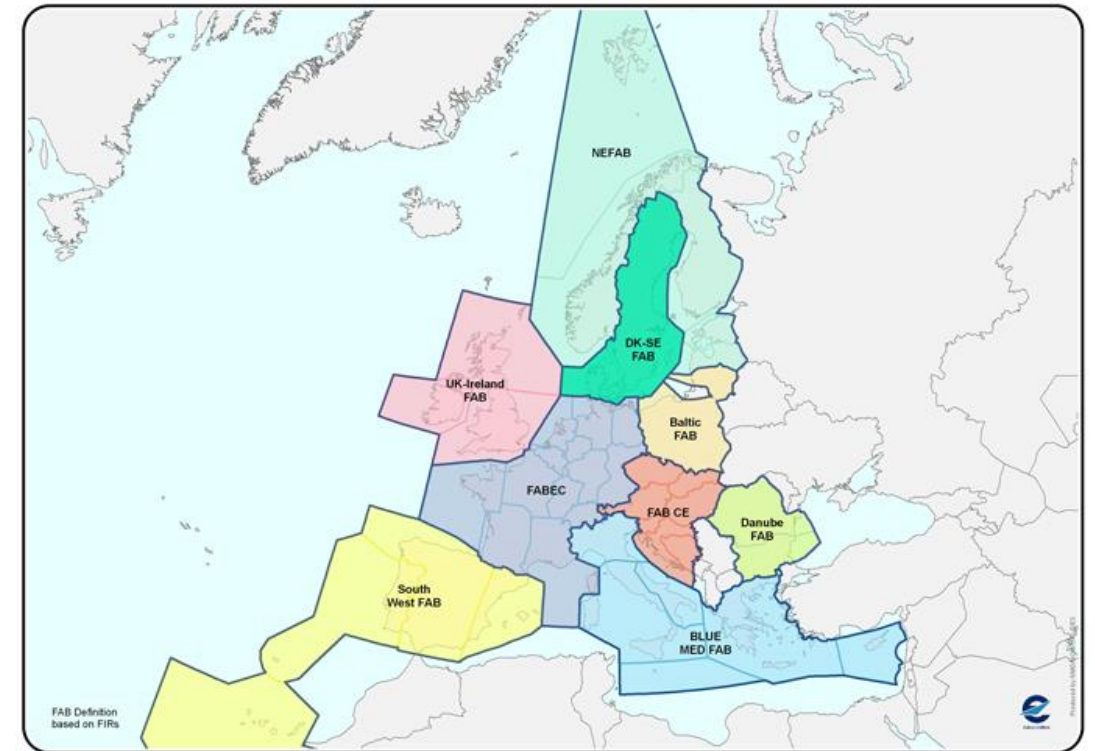 NEFAB
DK-SE
FAB
UK-Ireland
FAB
Baltic
FAB
FABEC
FAB CE
Danube
FAB
South
West FAB
BLUE
MED FAB
FAB Definition
based on FIRs